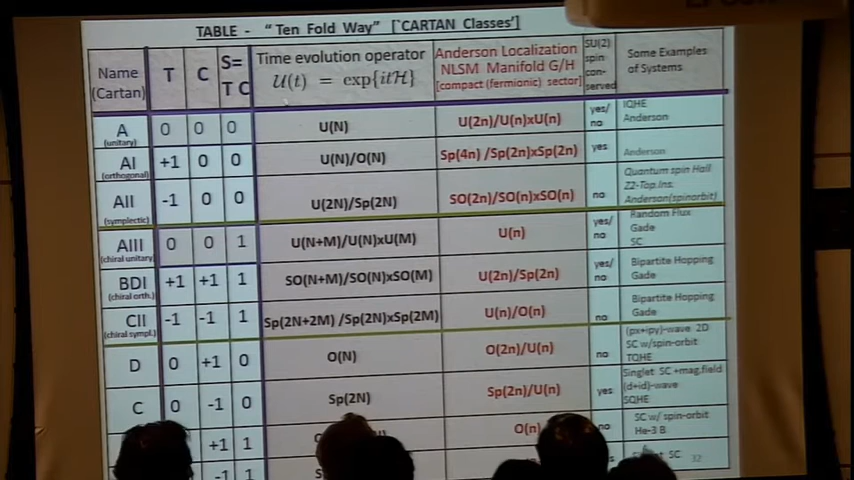 TABLE - “ Ten Fold Way” [‘CARTAN Classes’]
Name (Cartan) T C S= T C Time evolution operator U(t) = exp{itH} Anderson Localization NLSM Manifold G/H [compact (fermionic) sector] SU(2) spin con- served Some Examples of Systems
A (unitary) 0 0 0 U(N) U(2n)/U(n)xU(n) yes/ no IQHE Anderson
AI (orthogonal) +1 0 0 U(N)/O(N) Sp(4n) /Sp(2n)xSp(2n) yes Anderson
AII (symplectic) -1 0 0 U(2N)/Sp(2N) SO(2n)/SO(n)xSO(n) no Quantum spin Hall Z2-Top.Ins. Anderson(spinorbit)
AIII (chiral unitary) 0 0 1 U(N+M)/U(N)xU(M) U(n) yes/ no Random Flux Gade SC
BDI (chiral orth.) +1 +1 1 SO(N+M)/SO(N)xSO(M) U(2n)/Sp(2n) yes/ no Bipartite Hopping Gade
CII (chiral sympl.) -1 -1 1 Sp(2N+2M) /Sp(2N)xSp(2M) U(n)/O(n) no Bipartite Hopping Gade
D 0 +1 0 O(N) O(2n)/U(n) no (px+ipy)-wave 2D SC w/spin-orbit TQHE
C 0 -1 0 Sp(2N) Sp(2n)/U(n) yes Singlet SC +mag.field (d+id)-wave SQHE
+1 1 O(n) no SC w/ spin-orbit He-3 B
-1 1 SC 32